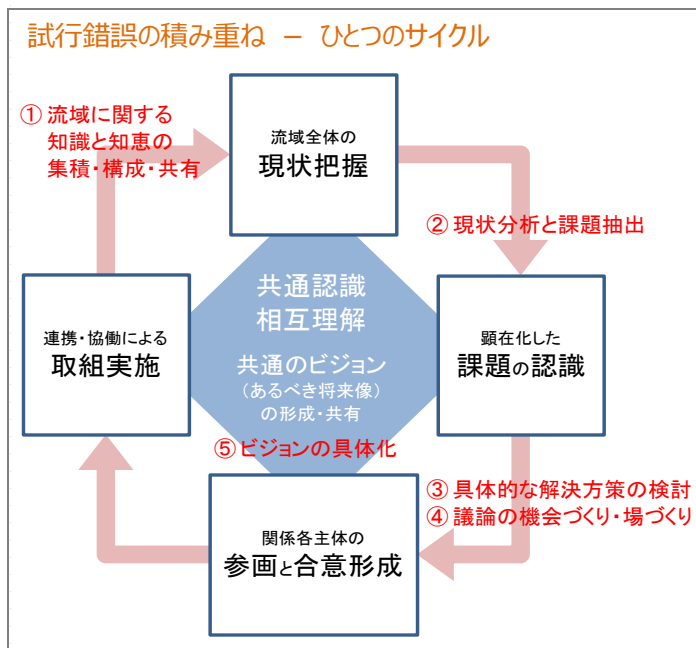 試行錯誤の積み重ね － ひとつのサイクル
① 流域に関する
知識と知恵の
集積・構成・共有
流域全体の
現状把握
② 現状分析と課題抽出
共通認識
相互理解
共通のビジョン
（あるべき将来像）
の形成・共有
連携・協働による
取組実施
顕在化した
課題の認識
⑤ ビジョンの具体化
③ 具体的な解決方策の検討
④ 議論の機会づくり・場づくり
関係各主体の
参画と合意形成